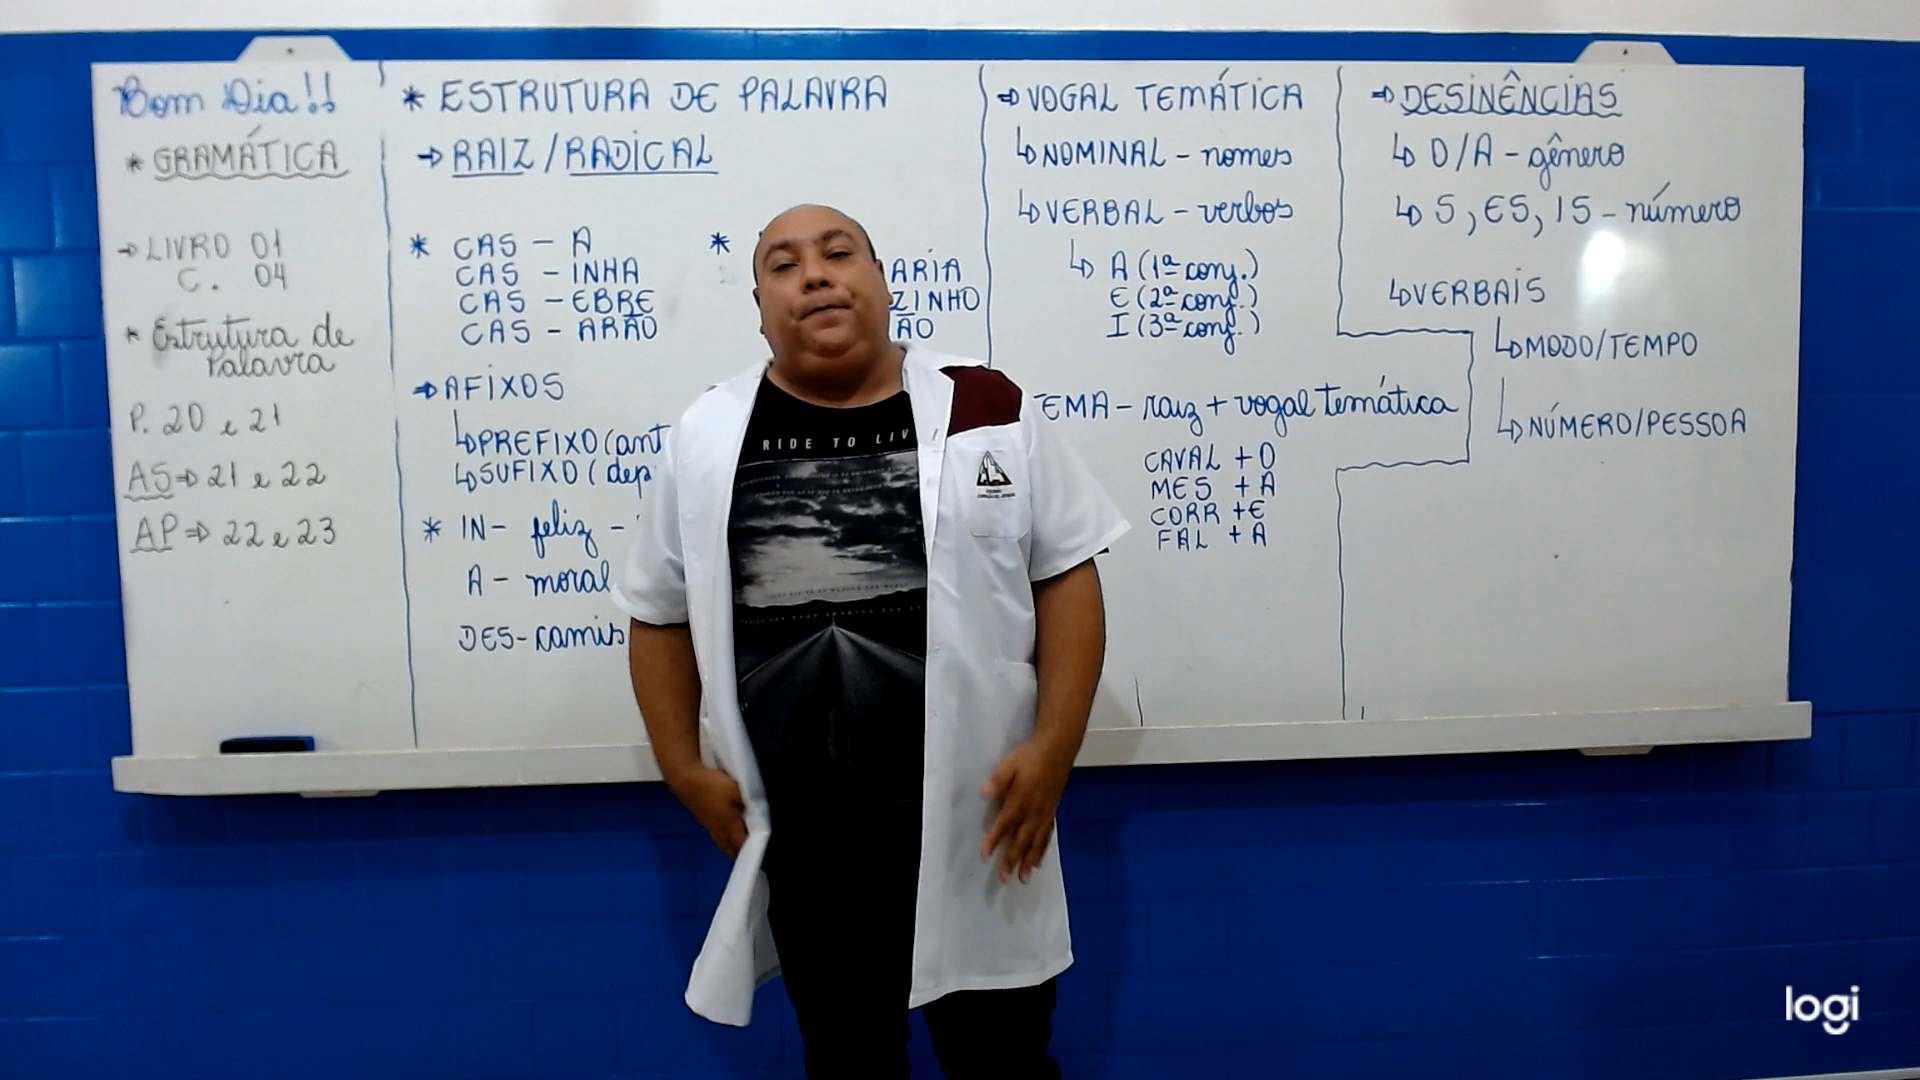 Bom Dia!!
* GRAMÁTICA
→ LIVRO 01
C. 04
* Estrutura de
Palavra
P. 20 e 21
AS ⇒ 21 e 22
AP ⇒ 22 e 23
* ESTRUTURA DE PALAVRA
→ RAIZ / RADICAL
* CAS - A
CAS - INHA
CAS - EBRE
CAS - ARÃO
*
ARIA
ZINHO
ÃO
→ AFIXOS
↳ PREFIXO (ant
↳ SUFIXO ( dep
* IN- feliz -
A - moral
DES- camis
→ VOGAL TEMÁTICA
↳ NOMINAL - nomes
↳ VERBAL - verbos
↳ A (1ª conj.)
E (2ª conj.)
I (3ª conj.)
EMA - raiz + vogal temática
CAVAL + O
MES + A
CORR + E
FAL + A
→ DESINÊNCIAS
↳ O/A - gênero
↳ S, ES, IS - número
↳ VERBAIS
↳ MODO/TEMPO
↳ NÚMERO/PESSOA
RIDE TO LIV
logi